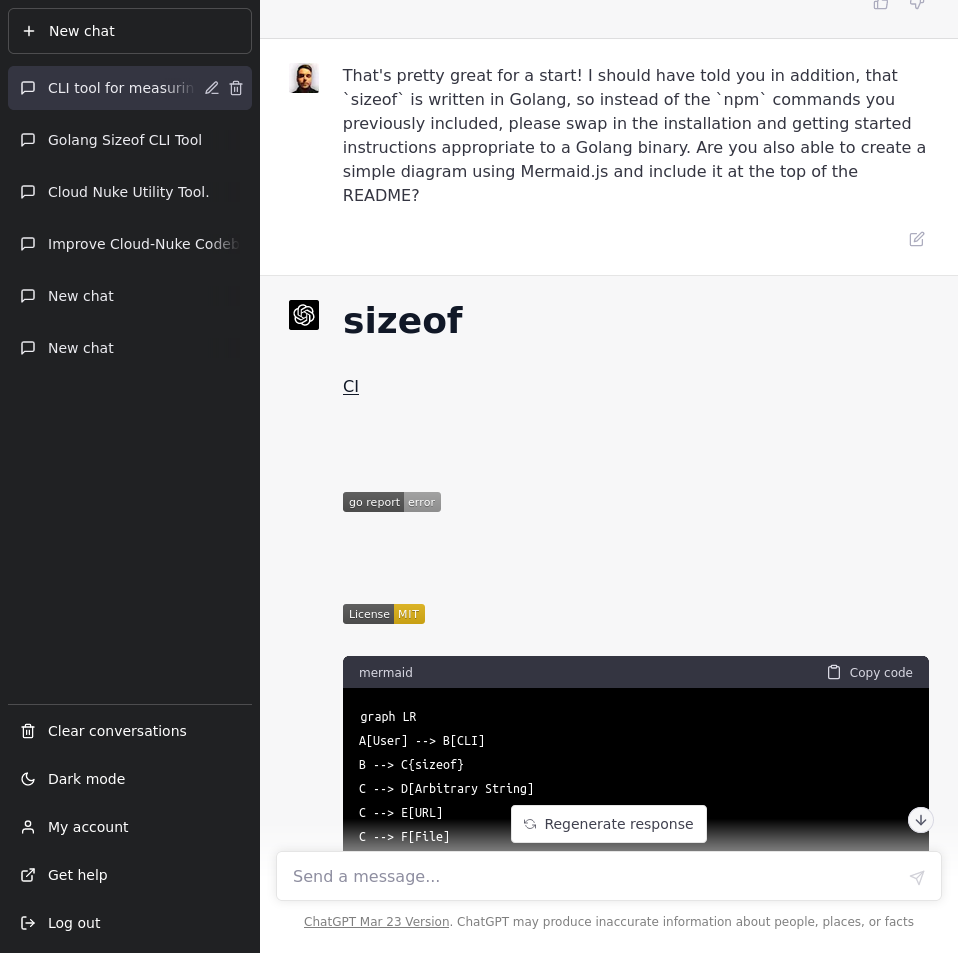 New chat
CLI tool for measurin
Golang Sizeof CLI Tool
Cloud Nuke Utility Tool.
Improve Cloud-Nuke Codeb
New chat
New chat
Clear conversations
Dark mode
My account
Get help
Log out
That's pretty great for a start! I should have told you in addition, that
`sizeof` is written in Golang, so instead of the `npm` commands you
previously included, please swap in the installation and getting started
instructions appropriate to a Golang binary. Are you also able to create a
simple diagram using Mermaid.js and include it at the top of the
README?
sizeof
CI
go report error
License MIT
mermaid Copy code
graph LR
A[User] --> B[CLI]
B --> C{sizeof}
C --> D[Arbitrary String]
C --> E[URL]
C --> F[File]
Regenerate response
Send a message...
ChatGPT Mar 23 Version. ChatGPT may produce inaccurate information about people, places, or facts